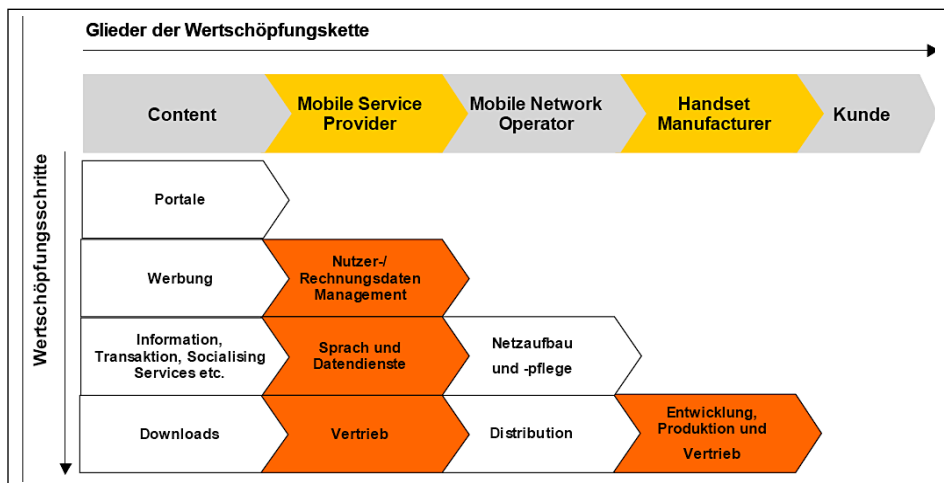 Glieder der Wertschöpfungskette
Content
Mobile Service
Provider
Mobile Network
Operator
Handset
Manufacturer
Kunde
Wertschöpfungsschritte
Portale
Werbung
Nutzer-/
Rechnungsdaten
Management
Information,
Transaktion, Socialising
Services etc.
Sprach und
Datendienste
Netzaufbau
und -pflege
Downloads
Vertrieb
Distribution
Entwicklung,
Produktion und
Vertrieb